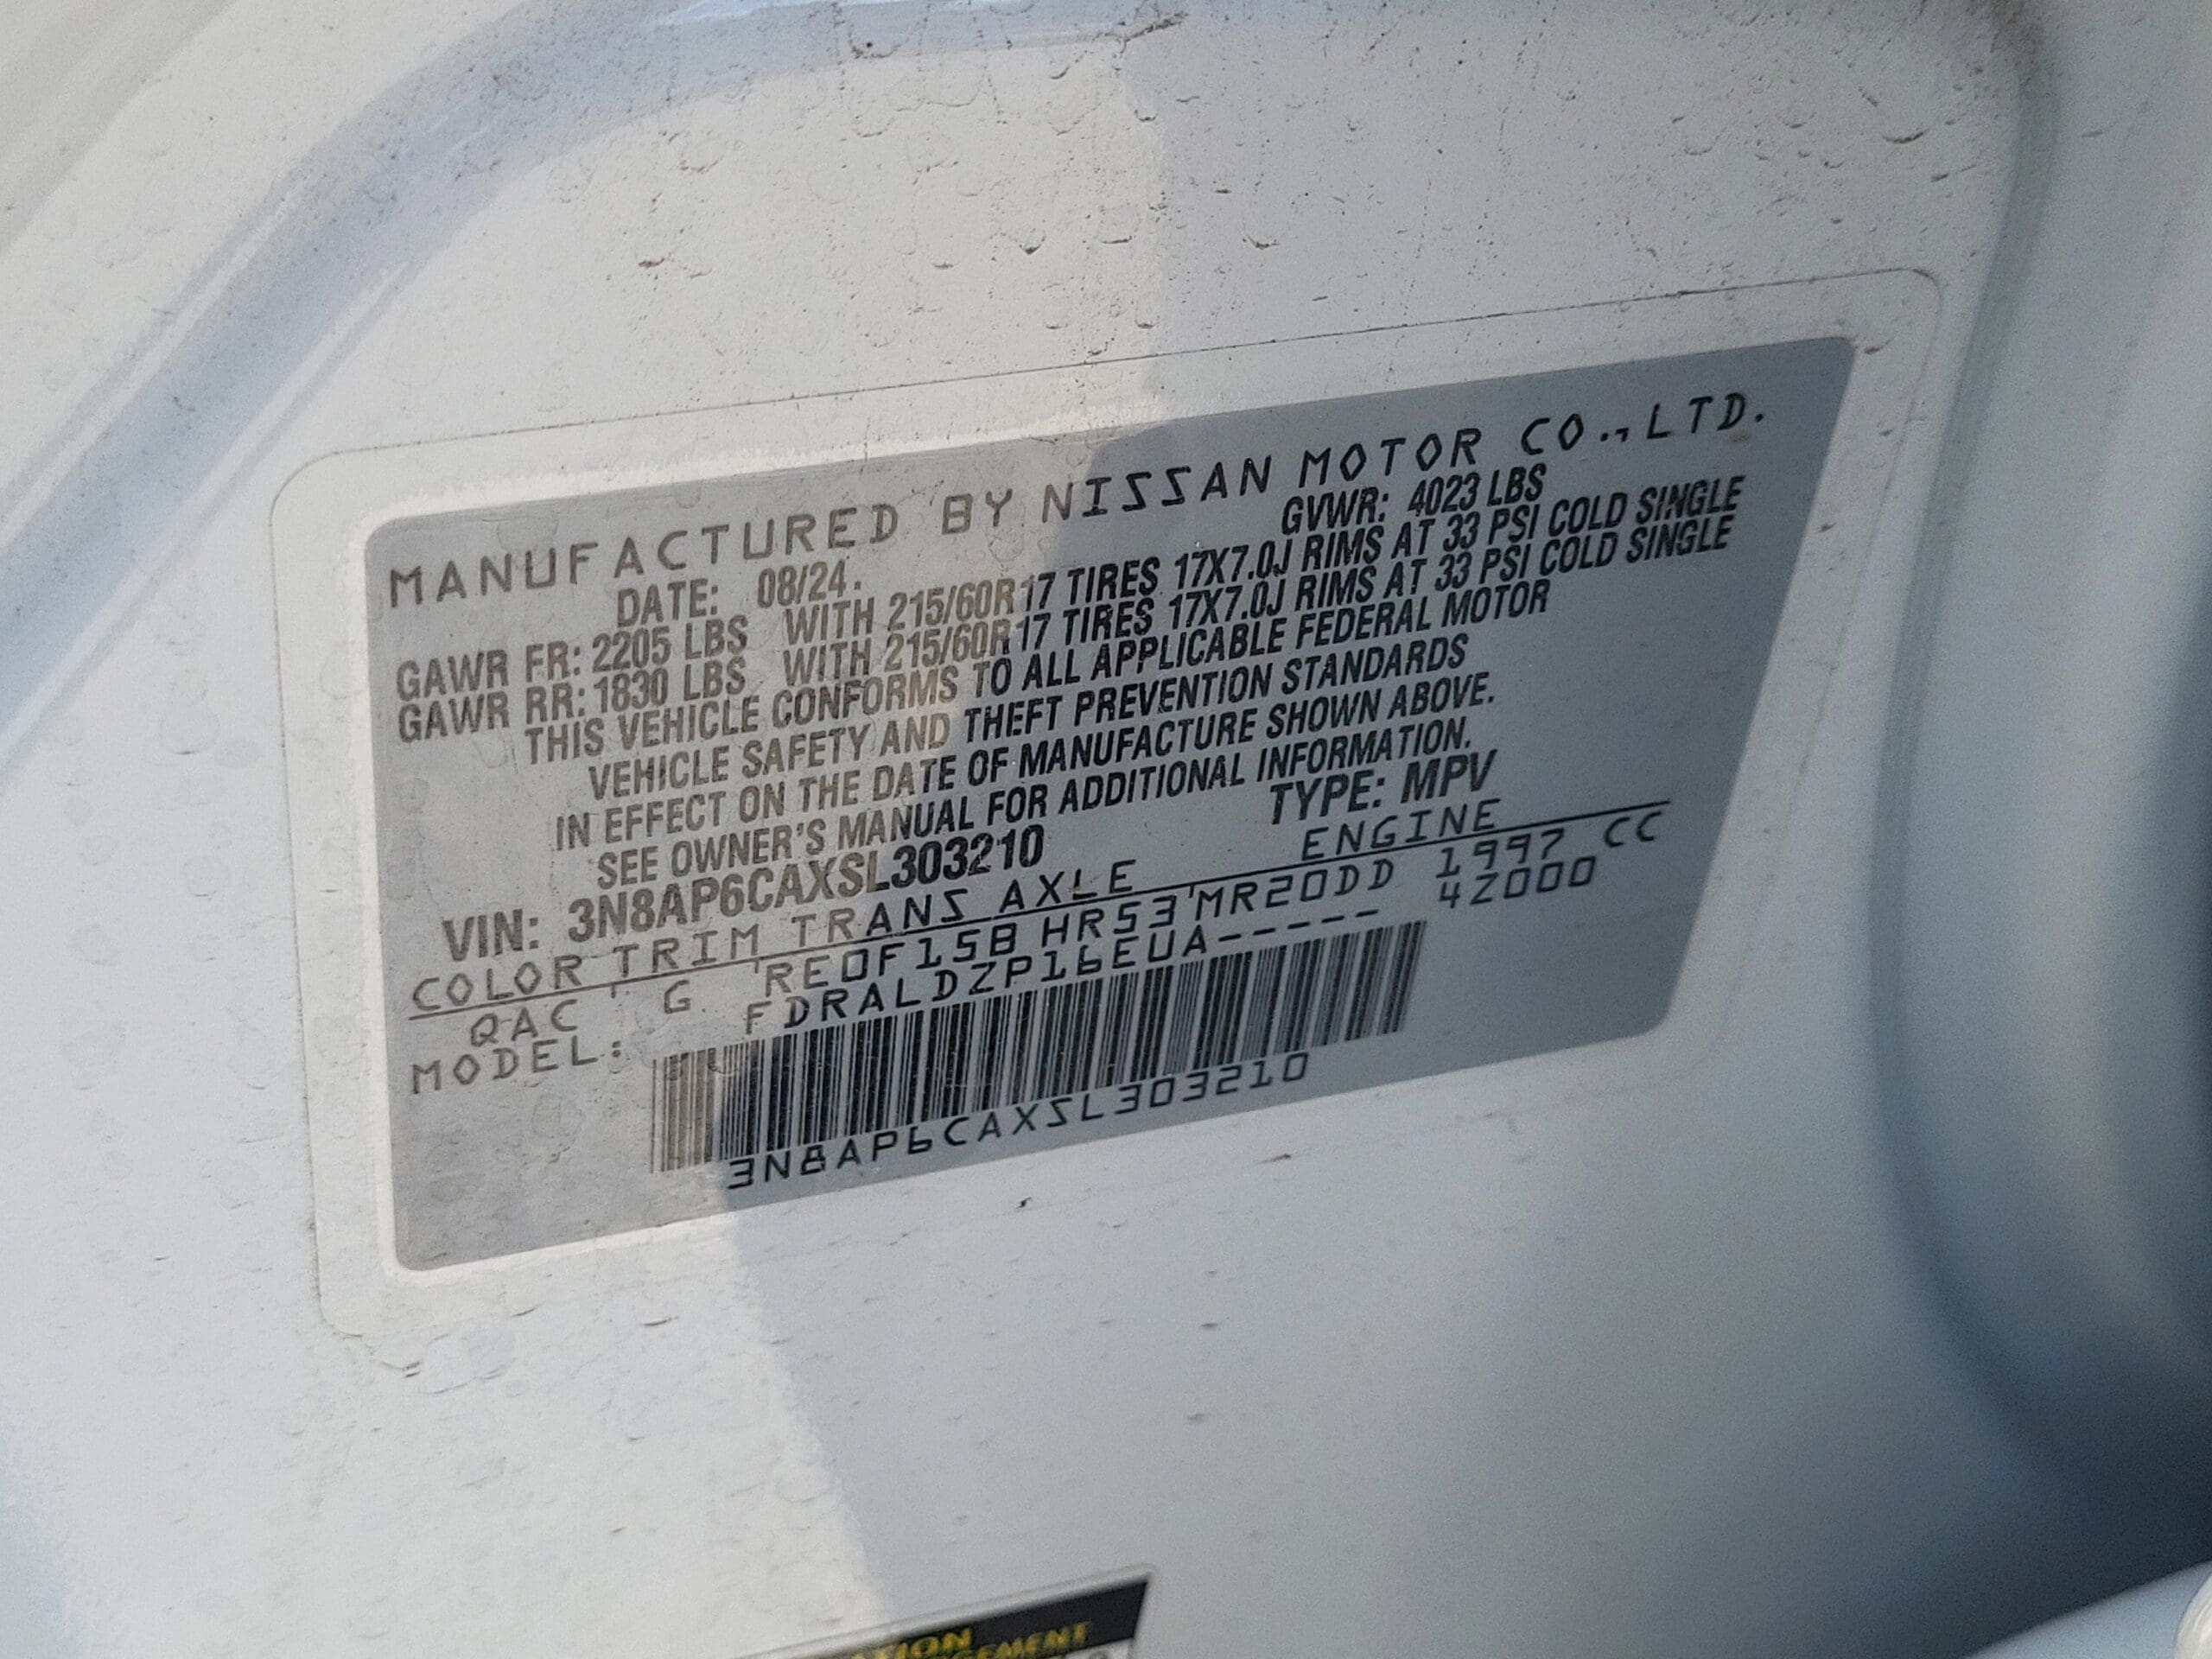 MANUFACTURED BY NISSAN MOTOR CO.,LTD.
DATE: 08/24. GVWR: 4023 LBS
GAWR FR: 2205 LBS WITH 215/60R17 TIRES 17X7.0J RIMS AT 33 PSI COLD SINGLE
GAWR RR: 1830 LBS WITH 215/60R17 TIRES 17X7.0J RIMS AT 33 PSI COLD SINGLE
THIS VEHICLE CONFORMS TO ALL APPLICABLE FEDERAL MOTOR
VEHICLE SAFETY AND THEFT PREVENTION STANDARDS
IN EFFECT ON THE DATE OF MANUFACTURE SHOWN ABOVE.
SEE OWNER'S MANUAL FOR ADDITIONAL INFORMATION.
VIN: 3N8AP6CAXSL303210 TYPE: MPV
COLOR TRIM TRANS AXLE ENGINE
QAC G RE0F15B HR53 MR20DD 1997 CC
MODEL: FDRALDZP16EUA----- 4Z000
3N8AP6CAXSL303210